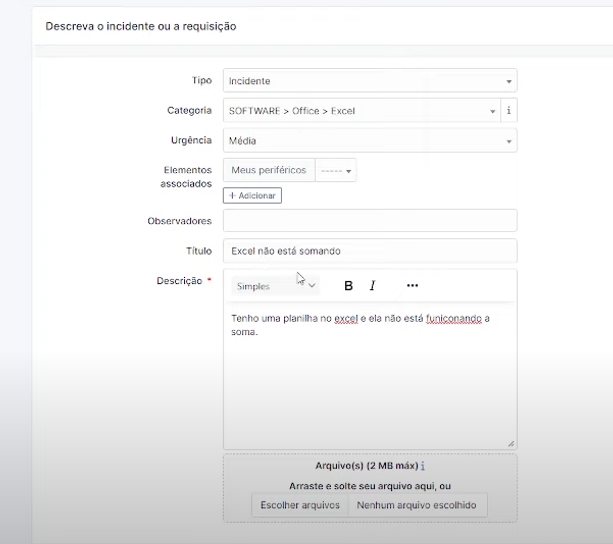 Descreva o incidente ou a requisição
Tipo Incidente
Categoria SOFTWARE > Office > Excel i
Urgência Média
Elementos associados Meus periféricos -----
+ Adicionar
Observadores
Título Excel não está somando
Descrição * Simples B I ...
Tenho uma planilha no excel e ela não está funiconando a
soma.
Arquivo(s) (2 MB máx) i
Arraste e solte seu arquivo aqui, ou
Escolher arquivos Nenhum arquivo escolhido